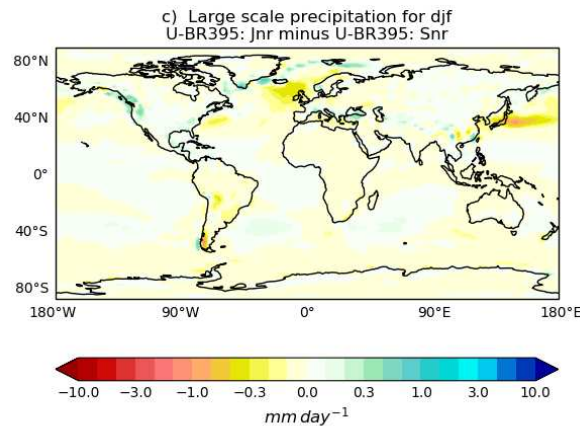 c)  Large scale precipitation for djf
U-BR395: Jnr minus U-BR395: Snr
80°N
40°N
0°
40°S
80°S
180°W 90°W 0° 90°E 180°E
−10.0 −3.0 −1.0 −0.3 0.0 0.3 1.0 3.0 10.0
mm day−1